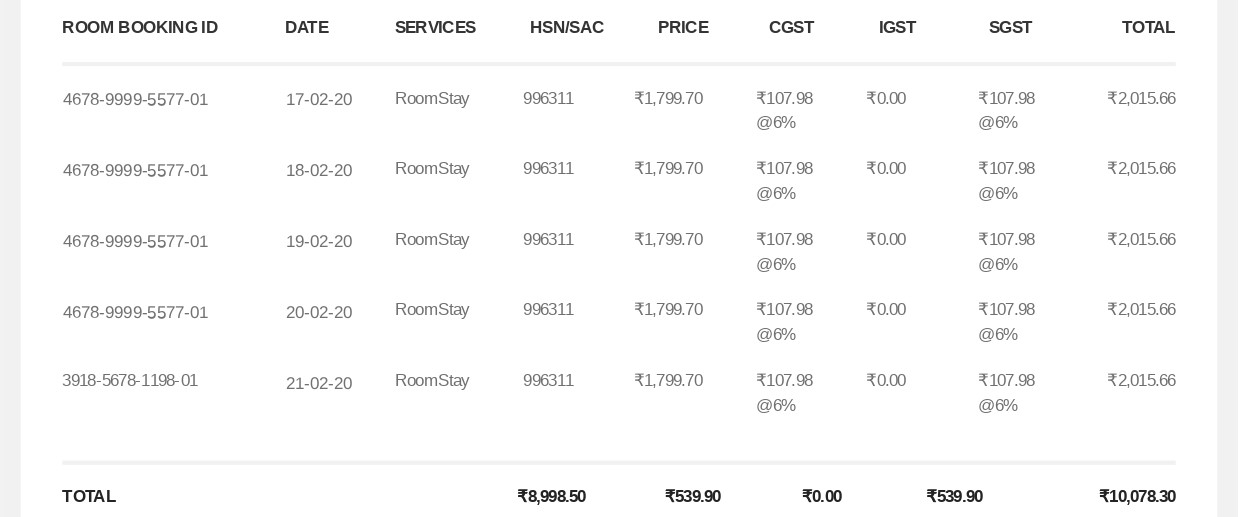 ROOM BOOKING ID DATE SERVICES HSN/SAC PRICE CGST IGST SGST TOTAL
4678-9999-5577-01 17-02-20 RoomStay 996311 ₹1,799.70 ₹107.98 ₹0.00 ₹107.98 ₹2,015.66
@6% @6%
4678-9999-5577-01 18-02-20 RoomStay 996311 ₹1,799.70 ₹107.98 ₹0.00 ₹107.98 ₹2,015.66
@6% @6%
4678-9999-5577-01 19-02-20 RoomStay 996311 ₹1,799.70 ₹107.98 ₹0.00 ₹107.98 ₹2,015.66
@6% @6%
4678-9999-5577-01 20-02-20 RoomStay 996311 ₹1,799.70 ₹107.98 ₹0.00 ₹107.98 ₹2,015.66
@6% @6%
3918-5678-1198-01 21-02-20 RoomStay 996311 ₹1,799.70 ₹107.98 ₹0.00 ₹107.98 ₹2,015.66
@6% @6%
TOTAL ₹8,998.50 ₹539.90 ₹0.00 ₹539.90 ₹10,078.30